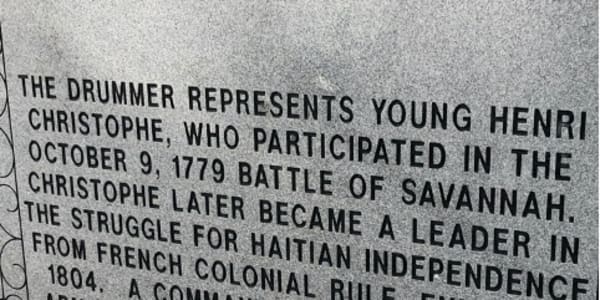 THE DRUMMER REPRESENTS YOUNG HENRI
CHRISTOPHE, WHO PARTICIPATED IN THE
OCTOBER 9, 1779 BATTLE OF SAVANNAH.
CHRISTOPHE LATER BECAME A LEADER IN
THE STRUGGLE FOR HAITIAN INDEPENDENCE
FROM FRENCH COLONIAL RULE,
1804. A